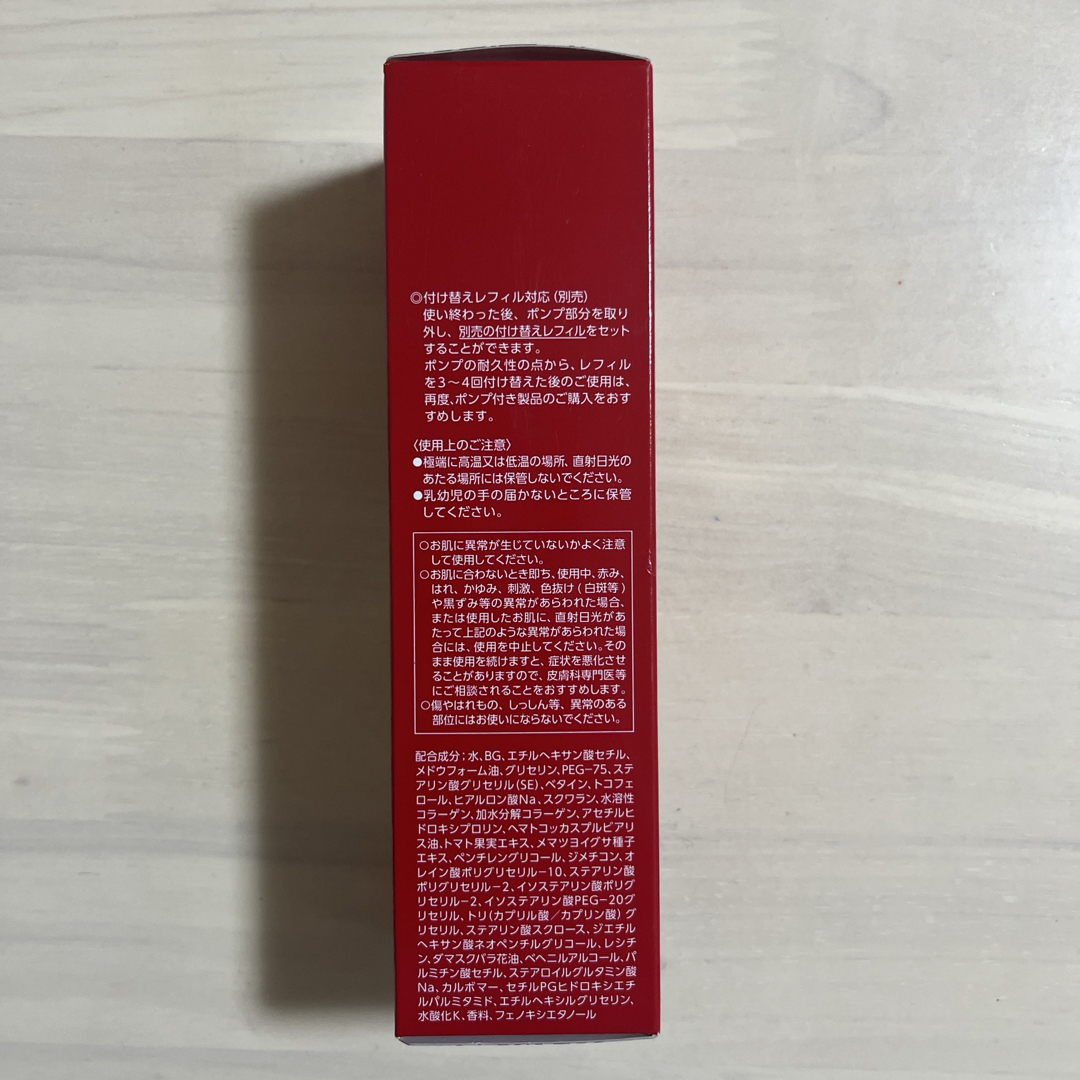 ◎付け替えレフィル対応（別売）
使い終わった後、ポンプ部分を取り
外し、別売の付け替えレフィルをセット
することができます。
ポンプの耐久性の点から、レフィル
を3〜4回付け替えた後のご使用は、
再度、ポンプ付き製品のご購入をおす
すめします。
〈使用上のご注意〉
●極端に高温又は低温の場所、直射日光の
あたる場所には保管しないでください。
●乳幼児の手の届かないところに保管
してください。
○お肌に異常が生じていないかよく注意
して使用してください。
○お肌に合わないとき即ち、使用中、赤み、
はれ、かゆみ、刺激、色抜け(白斑等)
や黒ずみ等の異常があらわれた場合、
または使用したお肌に、直射日光があ
たって上記のような異常があらわれた場
合には、使用を中止してください。その
まま使用を続けますと、症状を悪化させ
ることがありますので、皮膚科専門医等
にご相談されることをおすすめします。
○傷やはれもの、しっしん等、異常のある
部位にはお使いにならないでください。
配合成分；水、BG、エチルヘキサン酸セチル、
メドウフォーム油、グリセリン、PEG−75、ステ
アリン酸グリセリル(SE)、ベタイン、トコフェ
ロール、ヒアルロン酸Na、スクワラン、水溶性
コラーゲン、加水分解コラーゲン、アセチルヒ
ドロキシプロリン、ヘマトコッカスプルビアリ
ス油、トマト果実エキス、メマツヨイグサ種子
エキス、ペンチレングリコール、ジメチコン、オ
レイン酸ポリグリセリル−10、ステアリン酸
ポリグリセリル−2、イソステアリン酸ポリグ
リセリル−2、イソステアリン酸PEG−20グ
リセリル、トリ(カプリル酸／カプリン酸)グ
リセリル、ステアリン酸スクロース、ジエチル
ヘキサン酸ネオペンチルグリコール、レシチ
ン、ダマスクバラ花油、ベヘニルアルコール、パ
ルミチン酸セチル、ステアロイルグルタミン酸
Na、カルボマー、セチルPGヒドロキシエチ
ルパルミタミド、エチルヘキシルグリセリン、
水酸化K、香料、フェノキシエタノール